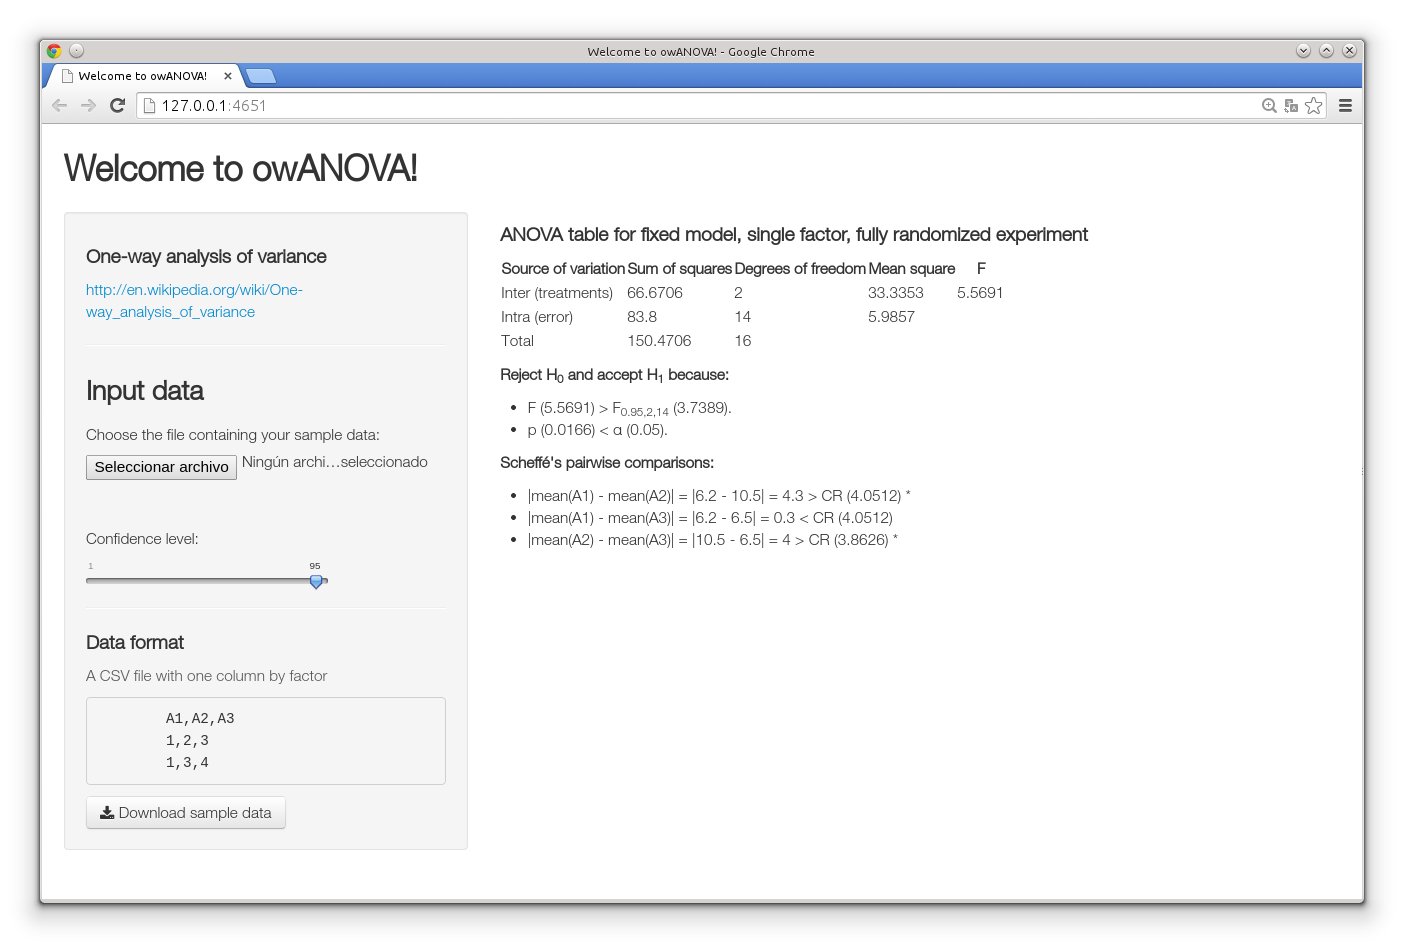 Welcome to owANOVA! - Google Chrome
Welcome to owANOVA!
127.0.0.1:4651
Welcome to owANOVA!
One-way analysis of variance
http://en.wikipedia.org/wiki/One-
way_analysis_of_variance
Input data
Choose the file containing your sample data:
Seleccionar archivo Ningún archi…seleccionado
Confidence level:
1 95
Data format
A CSV file with one column by factor
A1,A2,A3
1,2,3
1,3,4
Download sample data
ANOVA table for fixed model, single factor, fully randomized experiment
Source of variation Sum of squares Degrees of freedom Mean square F
Inter (treatments) 66.6706 2 33.3353 5.5691
Intra (error) 83.8 14 5.9857
Total 150.4706 16
Reject H0 and accept H1 because:
• F (5.5691) > F0.95,2,14 (3.7389).
• p (0.0166) < α (0.05).
Scheffé's pairwise comparisons:
• |mean(A1) - mean(A2)| = |6.2 - 10.5| = 4.3 > CR (4.0512) *
• |mean(A1) - mean(A3)| = |6.2 - 6.5| = 0.3 < CR (4.0512)
• |mean(A2) - mean(A3)| = |10.5 - 6.5| = 4 > CR (3.8626) *